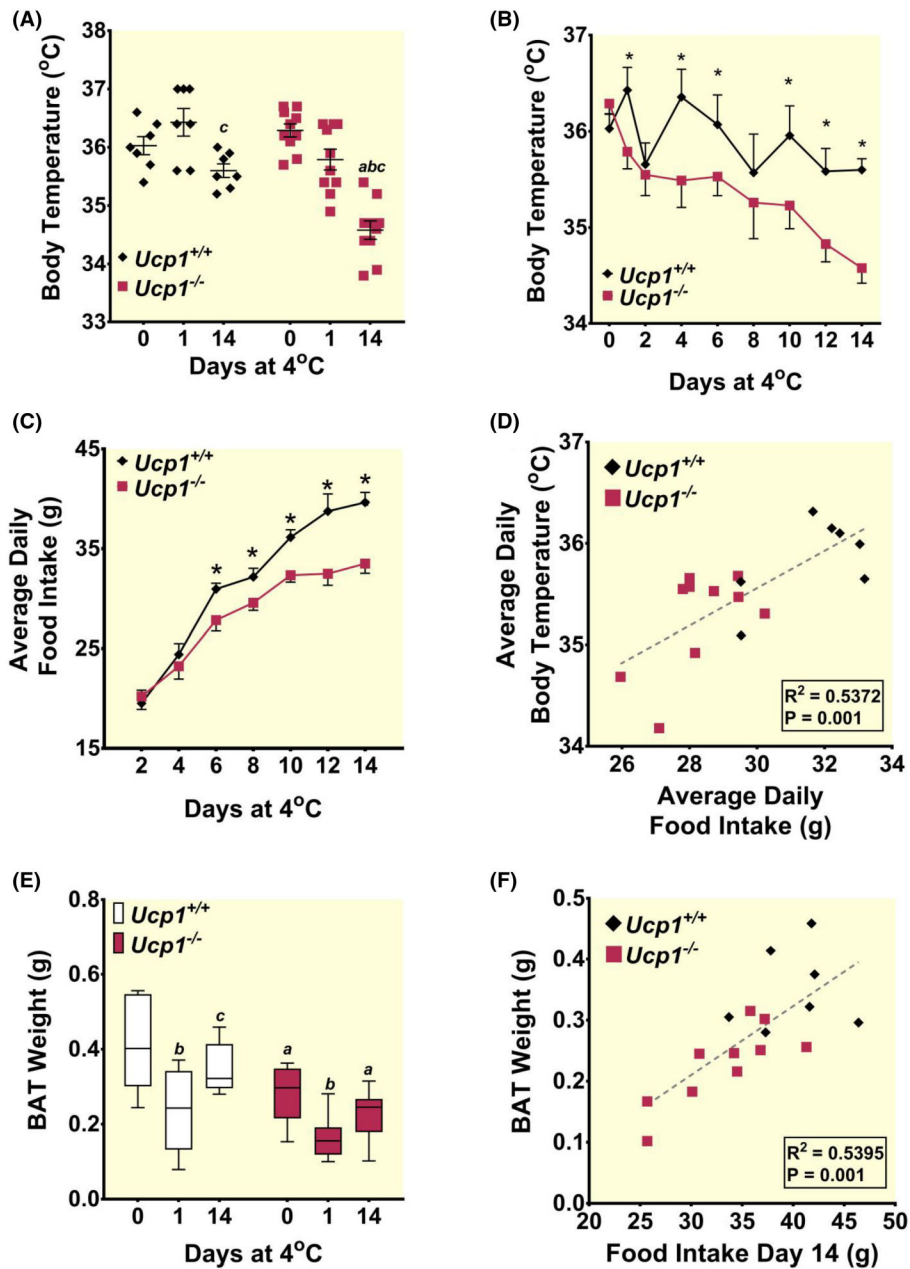 (A)
Body Temperature (°C)
37
36
35
34
33
c
abc
Ucp1+/+
Ucp1-/-
0 1 14 0 1 14
Days at 4°C
(B)
Body Temperature (°C)
37
36
35
34
* * * * * *
Ucp1+/+
Ucp1-/-
0 2 4 6 8 10 12 14
Days at 4°C
(C)
Average Daily
Food Intake (g)
45
35
25
15
Ucp1+/+
Ucp1-/-
* * * * *
2 4 6 8 10 12 14
Days at 4°C
(D)
Average Daily
Body Temperature (°C)
37
36
35
34
Ucp1+/+
Ucp1-/-
R2 = 0.5372
P = 0.001
26 28 30 32 34
Average Daily
Food Intake (g)
(E)
BAT Weight (g)
0.8
0.6
0.4
0.2
0.0
Ucp1+/+
Ucp1-/-
b c a b a
0 1 14 0 1 14
Days at 4°C
(F)
BAT Weight (g)
0.5
0.4
0.3
0.2
0.1
0.0
Ucp1+/+
Ucp1-/-
R2 = 0.5395
P = 0.001
20 25 30 35 40 45 50
Food Intake Day 14 (g)